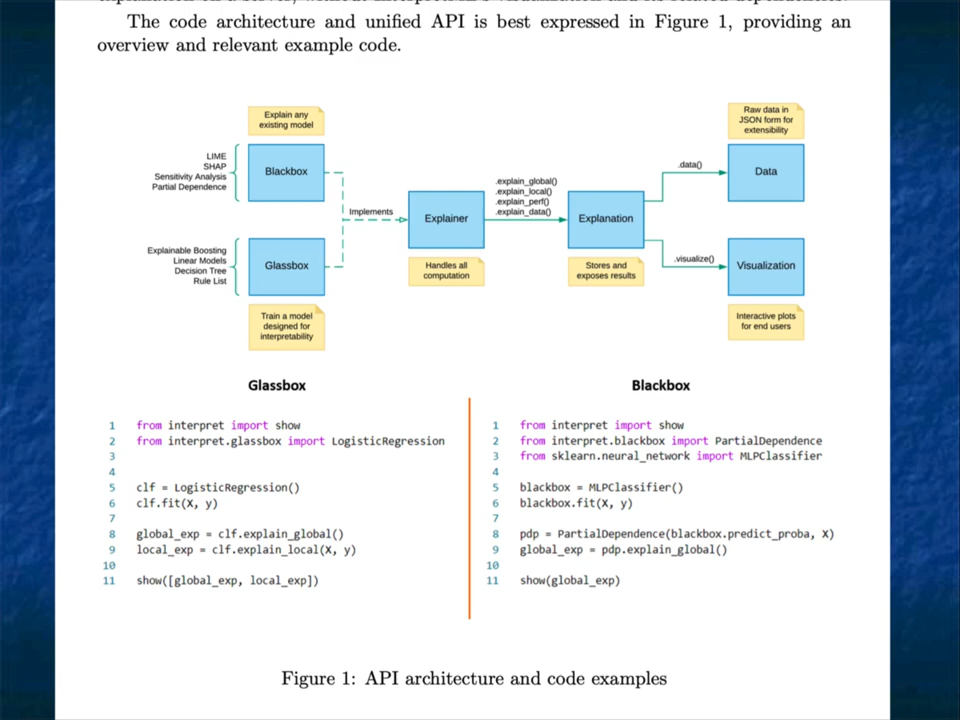 The code architecture and unified API is best expressed in Figure 1, providing an
overview and relevant example code.
Explain any
existing model
LIME
SHAP
Sensitivity Analysis
Partial Dependence
Blackbox
Implements
Explainable Boosting
Linear Models
Decision Tree
Rule List
Glassbox
Train a model
designed for
interpretability
Explainer
Handles all
computation
.explain_global()
.explain_local()
.explain_perf()
.explain_data()
Explanation
Stores and
exposes results
.data()
.visualize()
Raw data in
JSON form for
extensibility
Data
Visualization
Interactive plots
for end users
Glassbox
1 from interpret import show
2 from interpret.glassbox import LogisticRegression
3
4
5 clf = LogisticRegression()
6 clf.fit(X, y)
7
8 global_exp = clf.explain_global()
9 local_exp = clf.explain_local(X, y)
10
11 show([global_exp, local_exp])
Blackbox
1 from interpret import show
2 from interpret.blackbox import PartialDependence
3 from sklearn.neural_network import MLPClassifier
4
5 blackbox = MLPClassifier()
6 blackbox.fit(X, y)
7
8 pdp = PartialDependence(blackbox.predict_proba, X)
9 global_exp = pdp.explain_global()
10
11 show(global_exp)
Figure 1: API architecture and code examples